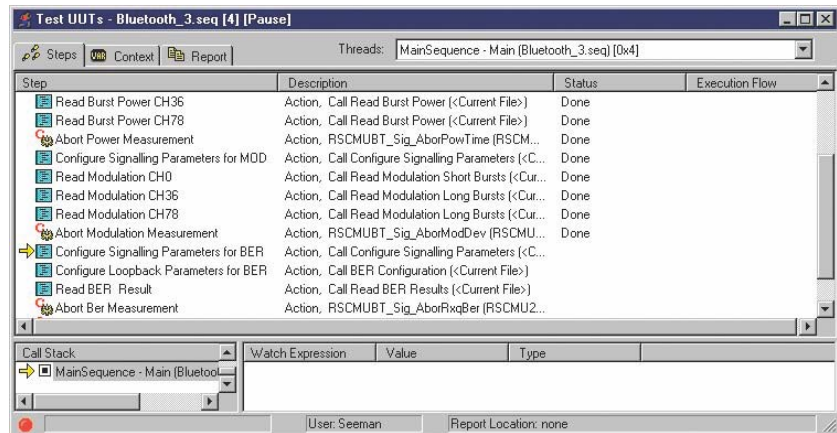 Test UUTs - Bluetooth_3.seq [4] [Pause]
Steps VAR Context Report Threads: MainSequence - Main (Bluetooth_3.seq) [0x4]
Step Description Status Execution Flow
Read Burst Power CH36 Action, Call Read Burst Power (<Current File>) Done
Read Burst Power CH78 Action, Call Read Burst Power (<Current File>) Done
Abort Power Measurement Action, RSCMUBT_Sig_AborPowTime (RSCM... Done
Configure Signalling Parameters for MOD Action, Call Configure Signalling Parameters (<C... Done
Read Modulation CH0 Action, Call Read Modulation Short Bursts (<Cur... Done
Read Modulation CH36 Action, Call Read Modulation Long Bursts (<Cur... Done
Read Modulation CH78 Action, Call Read Modulation Long Bursts (<Cur... Done
Abort Modulation Measurement Action, RSCMUBT_Sig_AborModDev (RSCMU... Done
Configure Signalling Parameters for BER Action, Call Configure Signalling Parameters (<C...
Configure Loopback Parameters for BER Action, Call BER Configuration (<Current File>)
Read BER Result Action, Call Read BER Results (<Current File>)
Abort Ber Measurement Action, RSCMUBT_Sig_AborRxqBer (RSCMU2...
Call Stack Watch Expression Value Type
MainSequence - Main (Bluetoo
User: Seeman Report Location: none